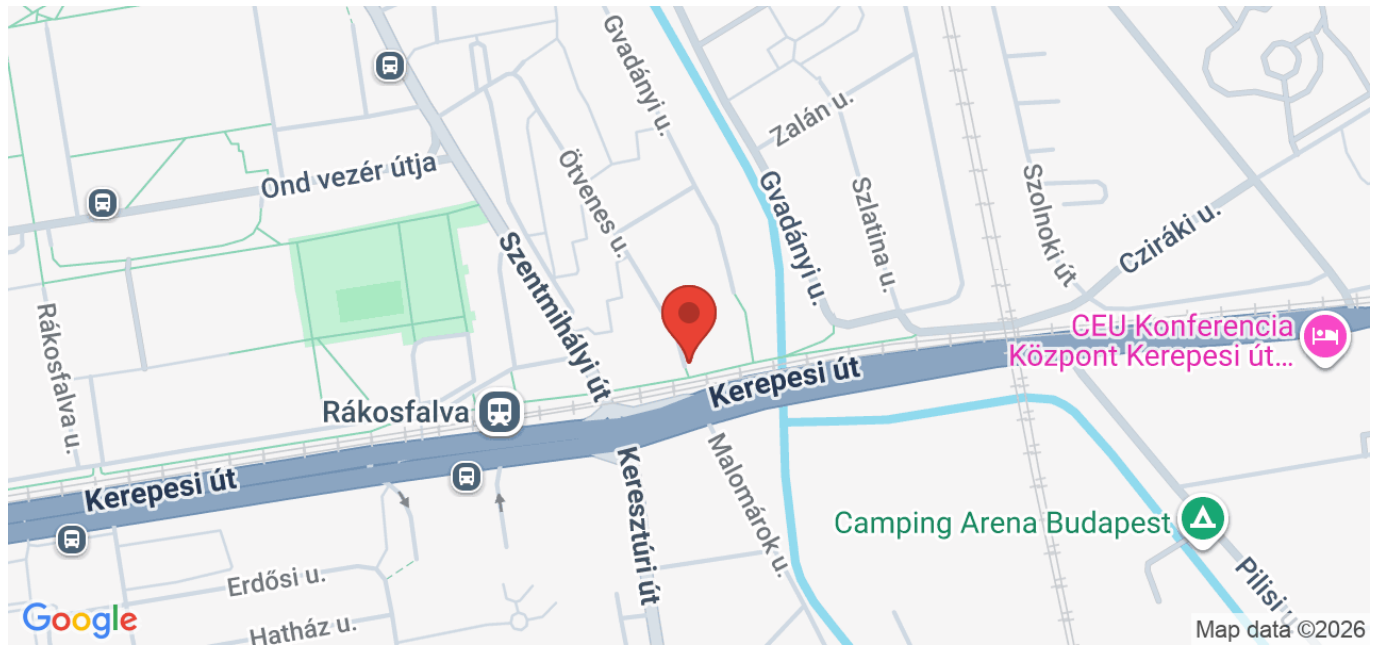 Gvadányi u.
Zalán u.
Ötvenes u.
Ond vezér útja
Gvadányi u.
Szlatina u.
Szolnoki út
Cziráki u.
Szentmihályi út
Rákosfalva u.
CEU Konferencia
Központ Kerepesi út...
Kerepesi út
Rákosfalva
Kerepesi út
Malomárok u.
Keresztúri út
Camping Arena Budapest
Erdősi u.
Pilisi u.
Hatház u.
Google
Map data ©2026